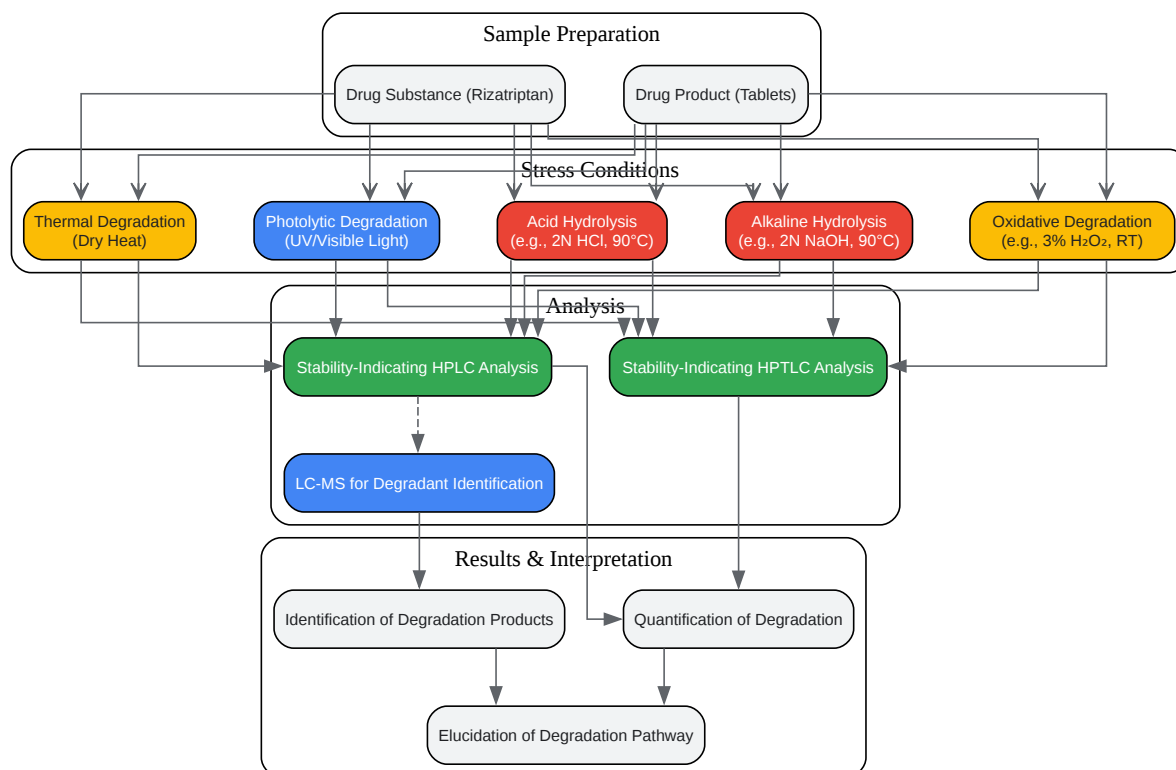 Sample Preparation
Drug Substance (Rizatriptan)
Drug Product (Tablets)
Stress Conditions
Thermal Degradation
(Dry Heat)
Photolytic Degradation
(UV/Visible Light)
Acid Hydrolysis
(e.g., 2N HCl, 90°C)
Alkaline Hydrolysis
(e.g., 2N NaOH, 90°C)
Oxidative Degradation
(e.g., 3% H₂O₂, RT)
Analysis
Stability-Indicating HPLC Analysis
Stability-Indicating HPTLC Analysis
LC-MS for Degradant Identification
Results & Interpretation
Identification of Degradation Products
Quantification of Degradation
Elucidation of Degradation Pathway